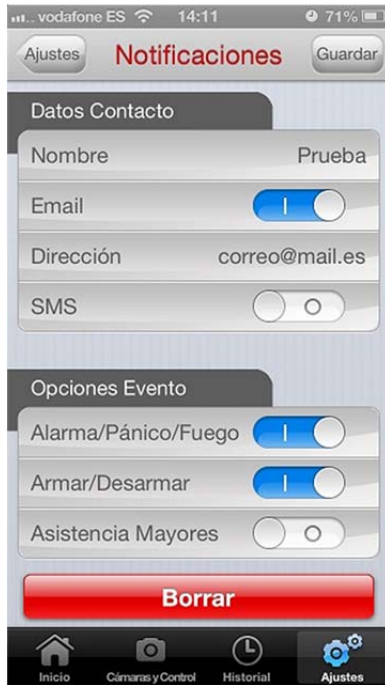 vodafone ES 14:11 71%
Ajustes Notificaciones Guardar
Datos Contacto
Nombre Prueba
Email
Dirección correo@mail.es
SMS
Opciones Evento
Alarma/Pánico/Fuego
Armar/Desarmar
Asistencia Mayores
Borrar
Inicio Cámaras y Control Historial Ajustes